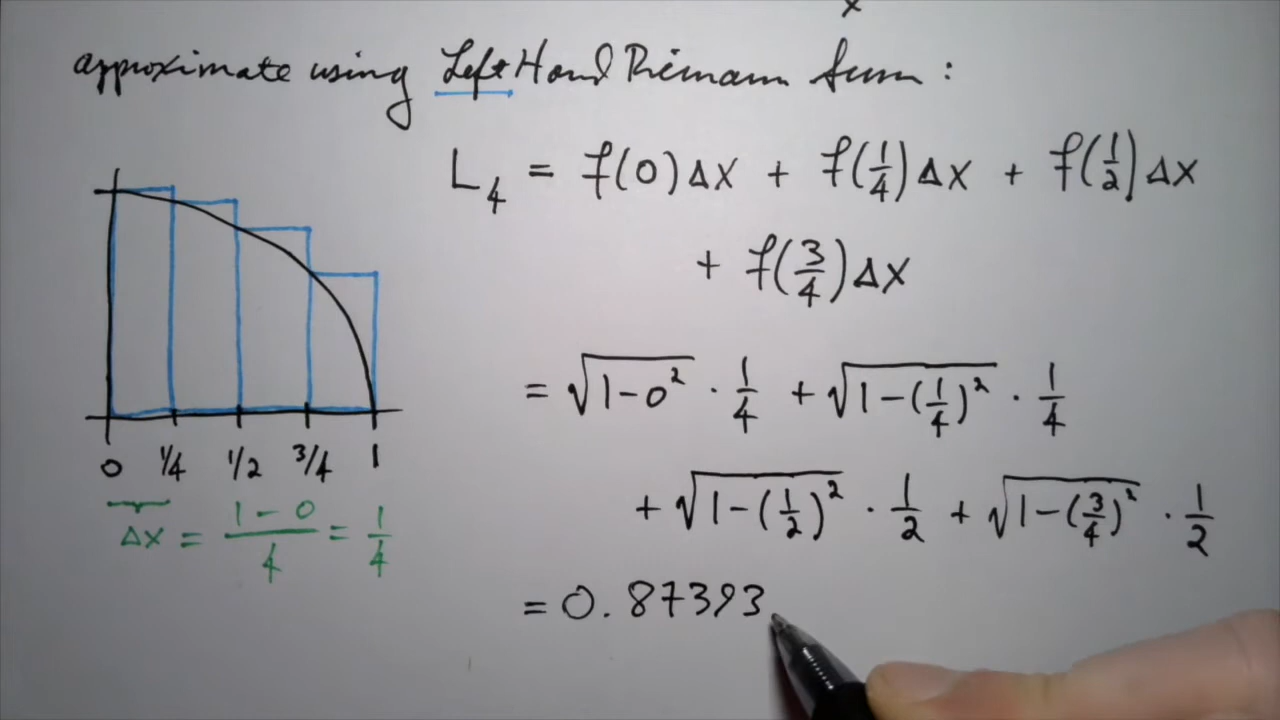 x
approximate using Left Hand Riemann Sum :
L₄ = f(0)Δx + f(1/4)Δx + f(1/2)Δx
+ f(3/4)Δx
= √(1-0²) · 1/4 + √(1-(1/4)²) · 1/4
+ √(1-(1/2)²) · 1/2 + √(1-(3/4)²) · 1/2
= 0.87393
0 1/4 1/2 3/4 1
Δx = (1-0)/4 = 1/4